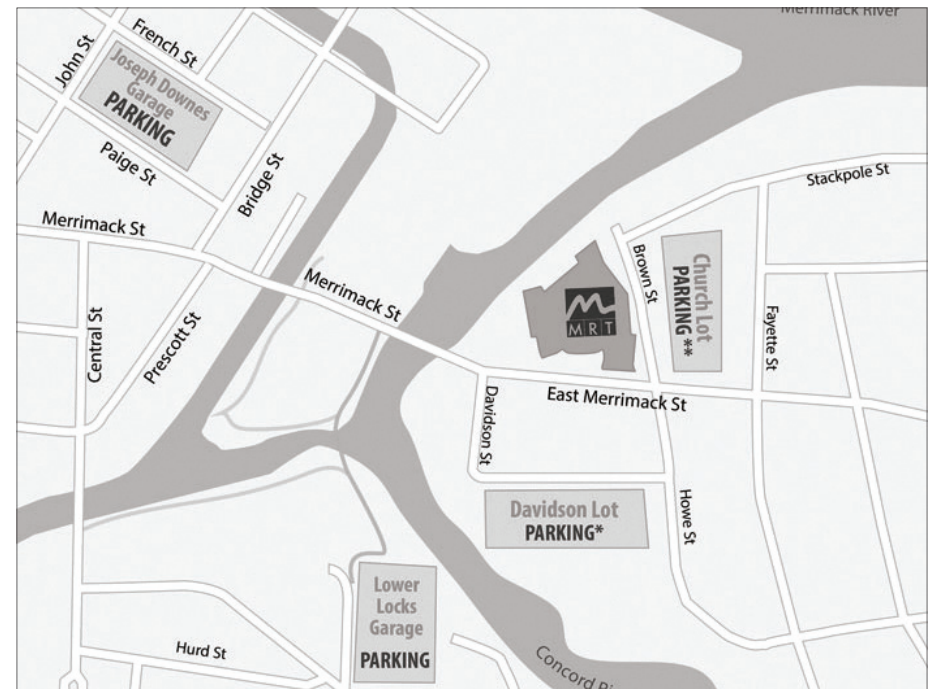 Merrimack River
French St
John St
Joseph Downes
Garage
PARKING
Paige St
Bridge St
Stackpole St
Merrimack St
Brown St
Church Lot
PARKING**
Merrimack St
MRT
Fayette St
Central St
Prescott St
East Merrimack St
Davidson St
Davidson Lot
PARKING*
Howe St
Lower
Locks
Garage
PARKING
Hurd St
Concord